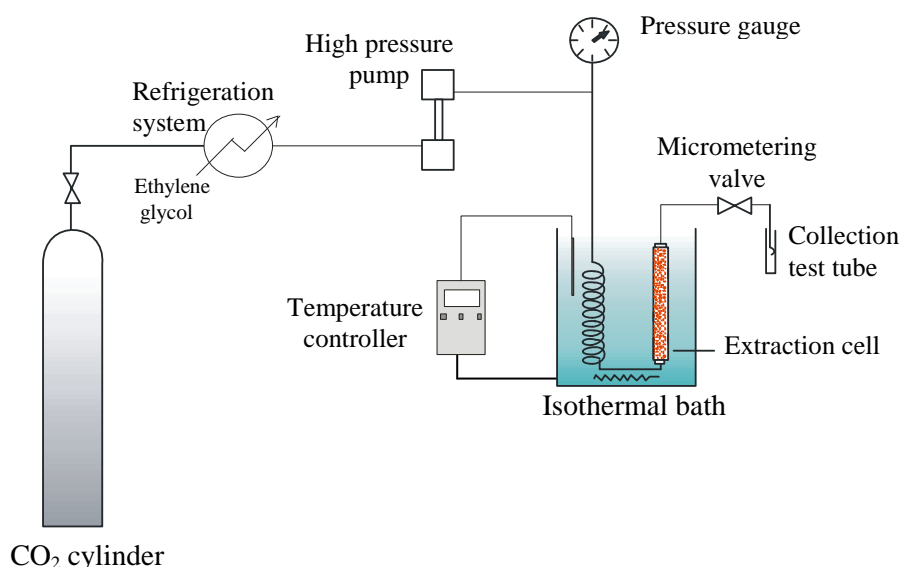 Pressure gauge
High pressure
pump
Refrigeration
system
Ethylene
glycol
Micrometering
valve
Collection
test tube
Temperature
controller
Extraction cell
Isothermal bath
CO₂ cylinder